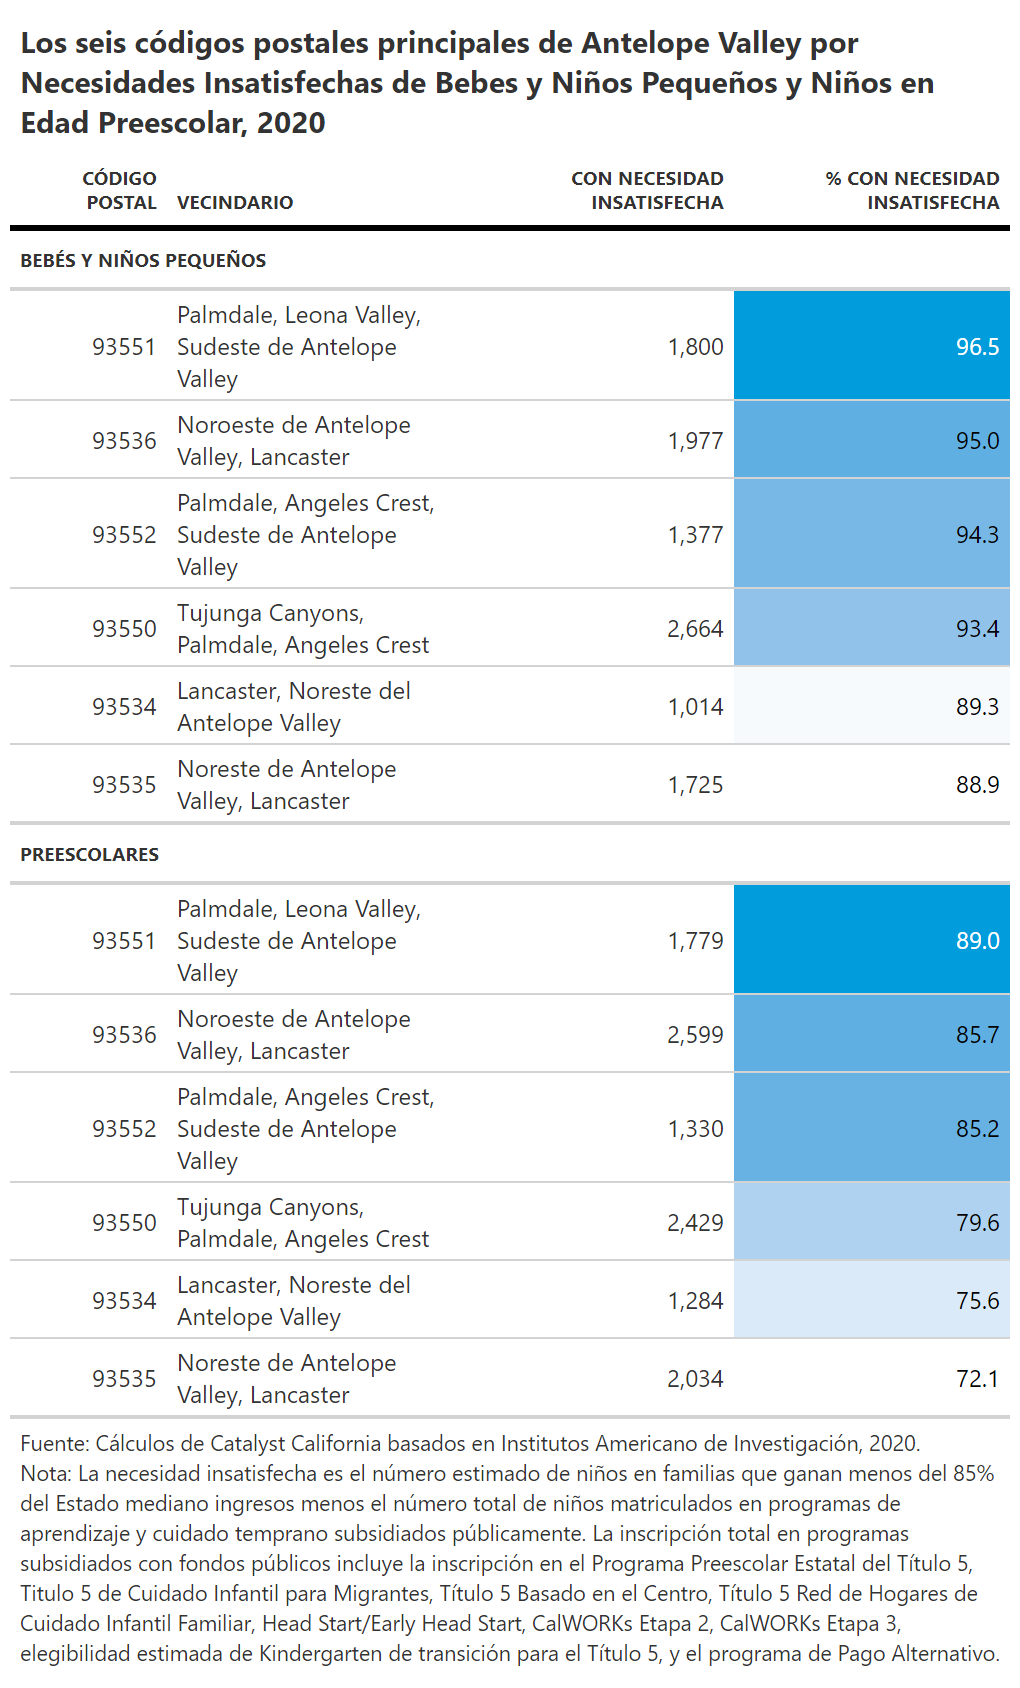 Los seis códigos postales principales de Antelope Valley por
Necesidades Insatisfechas de Bebes y Niños Pequeños y Niños en
Edad Preescolar, 2020
CÓDIGO POSTAL VECINDARIO CON NECESIDAD INSATISFECHA % CON NECESIDAD INSATISFECHA
BEBÉS Y NIÑOS PEQUEÑOS
93551 Palmdale, Leona Valley, Sudeste de Antelope Valley 1,800 96.5
93536 Noroeste de Antelope Valley, Lancaster 1,977 95.0
93552 Palmdale, Angeles Crest, Sudeste de Antelope Valley 1,377 94.3
93550 Tujunga Canyons, Palmdale, Angeles Crest 2,664 93.4
93534 Lancaster, Noreste del Antelope Valley 1,014 89.3
93535 Noreste de Antelope Valley, Lancaster 1,725 88.9
PREESCOLARES
93551 Palmdale, Leona Valley, Sudeste de Antelope Valley 1,779 89.0
93536 Noroeste de Antelope Valley, Lancaster 2,599 85.7
93552 Palmdale, Angeles Crest, Sudeste de Antelope Valley 1,330 85.2
93550 Tujunga Canyons, Palmdale, Angeles Crest 2,429 79.6
93534 Lancaster, Noreste del Antelope Valley 1,284 75.6
93535 Noreste de Antelope Valley, Lancaster 2,034 72.1
Fuente: Cálculos de Catalyst California basados en Institutos Americano de Investigación, 2020.
Nota: La necesidad insatisfecha es el número estimado de niños en familias que ganan menos del 85%
del Estado mediano ingresos menos el número total de niños matriculados en programas de
aprendizaje y cuidado temprano subsidiados públicamente. La inscripción total en programas
subsidiados con fondos públicos incluye la inscripción en el Programa Preescolar Estatal del Título 5,
Titulo 5 de Cuidado Infantil para Migrantes, Título 5 Basado en el Centro, Título 5 Red de Hogares de
Cuidado Infantil Familiar, Head Start/Early Head Start, CalWORKs Etapa 2, CalWORKs Etapa 3,
elegibilidad estimada de Kindergarten de transición para el Título 5, y el programa de Pago Alternativo.